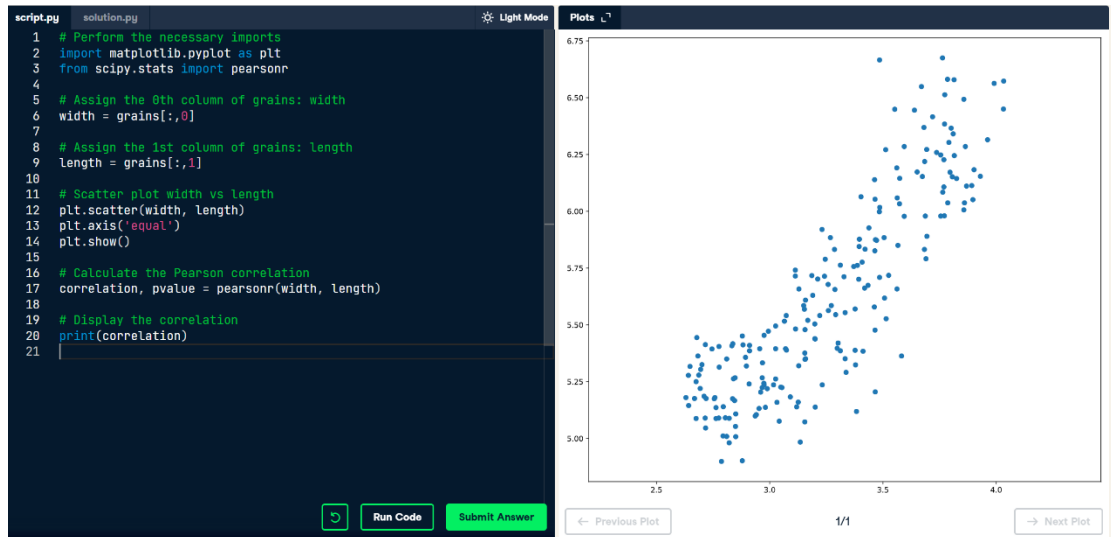 script.py
solution.py
Light Mode
1 # Perform the necessary imports
2 import matplotlib.pyplot as plt
3 from scipy.stats import pearsonr
4
5 # Assign the 0th column of grains: width
6 width = grains[:,0]
7
8 # Assign the 1st column of grains: length
9 length = grains[:,1]
10
11 # Scatter plot width vs length
12 plt.scatter(width, length)
13 plt.axis('equal')
14 plt.show()
15
16 # Calculate the Pearson correlation
17 correlation, pvalue = pearsonr(width, length)
18
19 # Display the correlation
20 print(correlation)
21
Run Code
Submit Answer
Plots
6.75
6.50
6.25
6.00
5.75
5.50
5.25
5.00
2.5 3.0 3.5 4.0
← Previous Plot
1/1
→ Next Plot